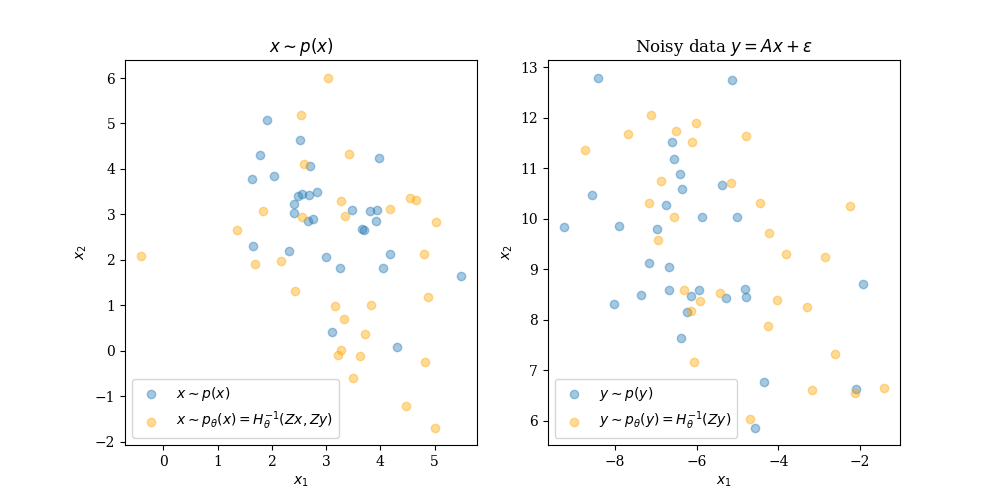 x ∼ p(x)
6
5
4
3
2
1
0
−1
−2
x₂
0 1 2 3 4 5
x₁
x ∼ p(x)
x ∼ p_θ(x) = H_θ^{-1}(Zx, Zy)
Noisy data y = Ax + ε
13
12
11
10
9
8
7
6
x₂
−8 −6 −4 −2
x₁
y ∼ p(y)
y ∼ p_θ(y) = H_θ^{-1}(Zy)